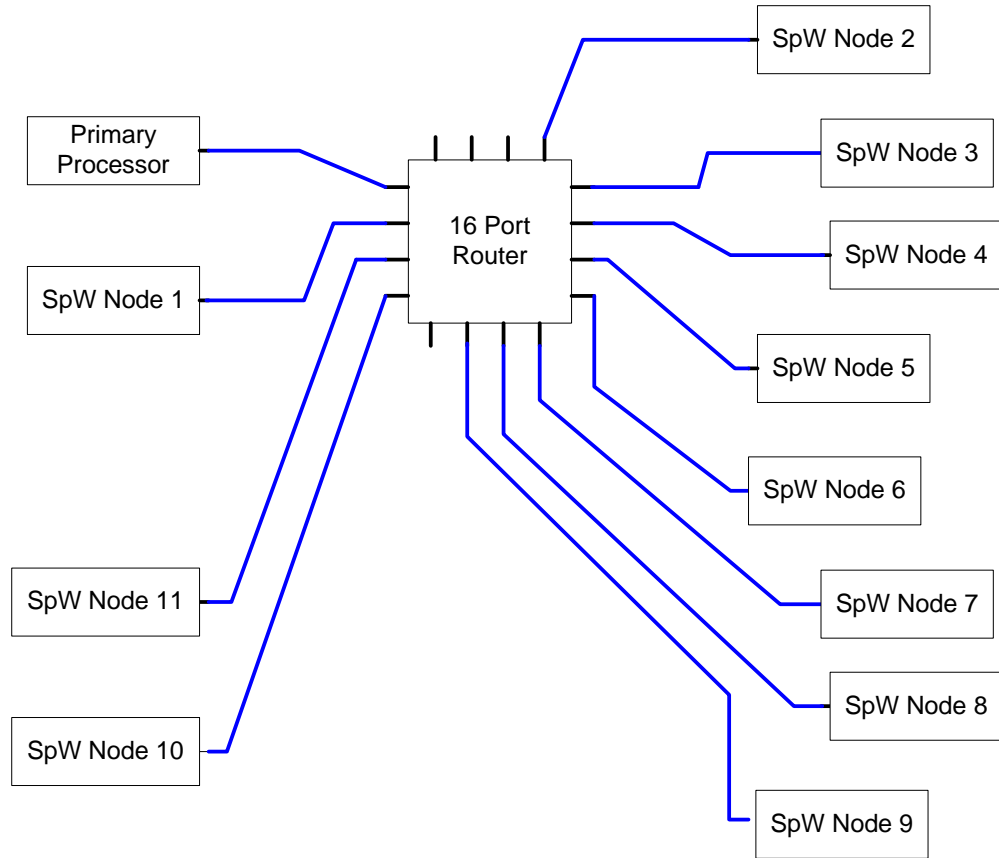 SpW Node 2
Primary
Processor
SpW Node 3
16 Port
Router
SpW Node 4
SpW Node 1
SpW Node 5
SpW Node 6
SpW Node 11
SpW Node 7
SpW Node 8
SpW Node 10
SpW Node 9